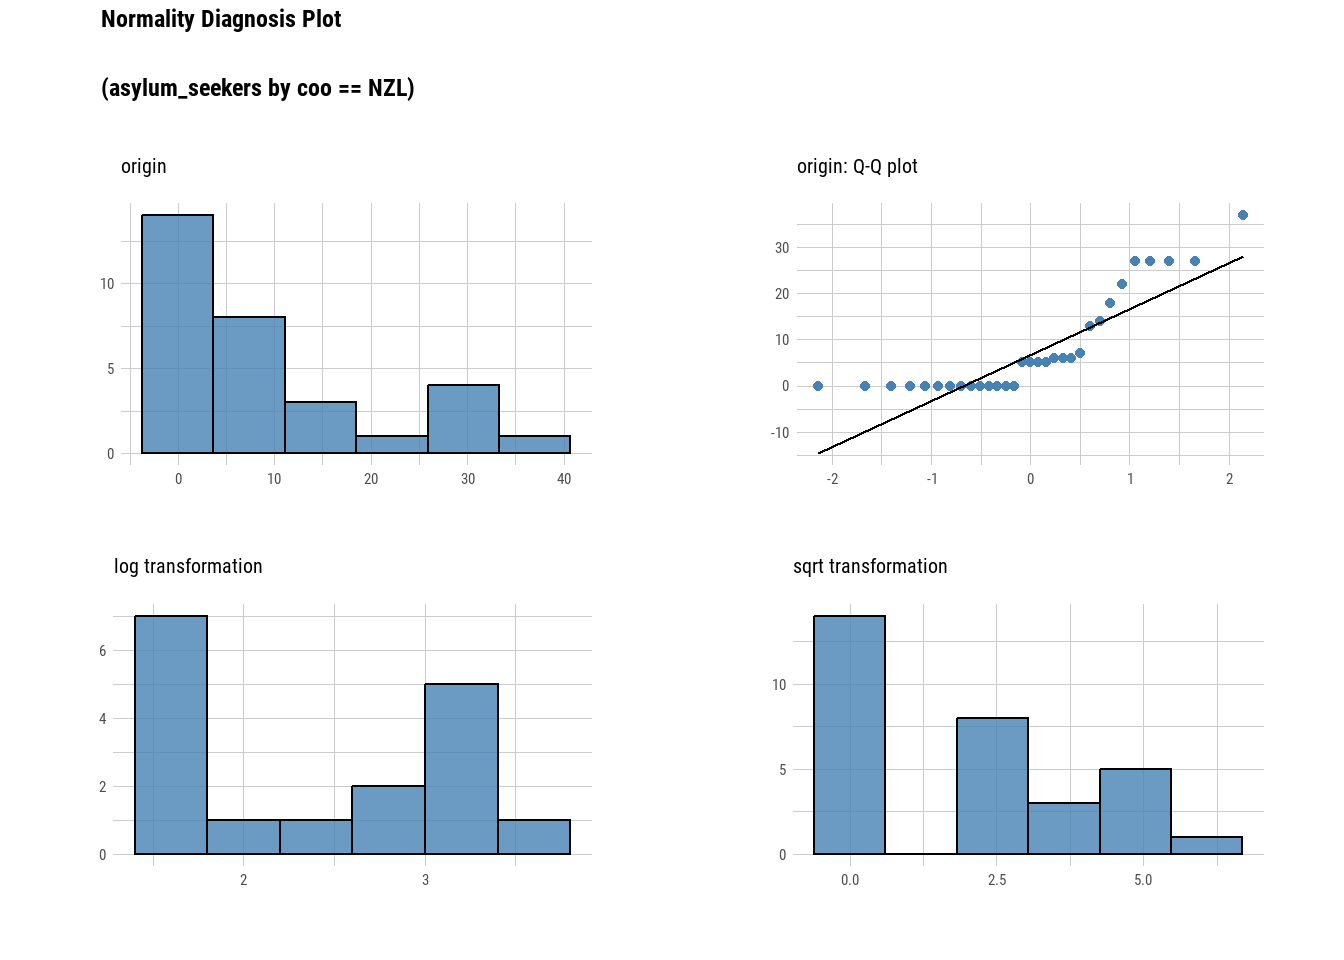 Normality Diagnosis Plot
(asylum_seekers by coo == NZL)
origin
10
5
0
0 10 20 30 40
origin: Q-Q plot
30
20
10
0
-10
-2 -1 0 1 2
log transformation
6
4
2
0
2 3
sqrt transformation
10
5
0
0.0 2.5 5.0